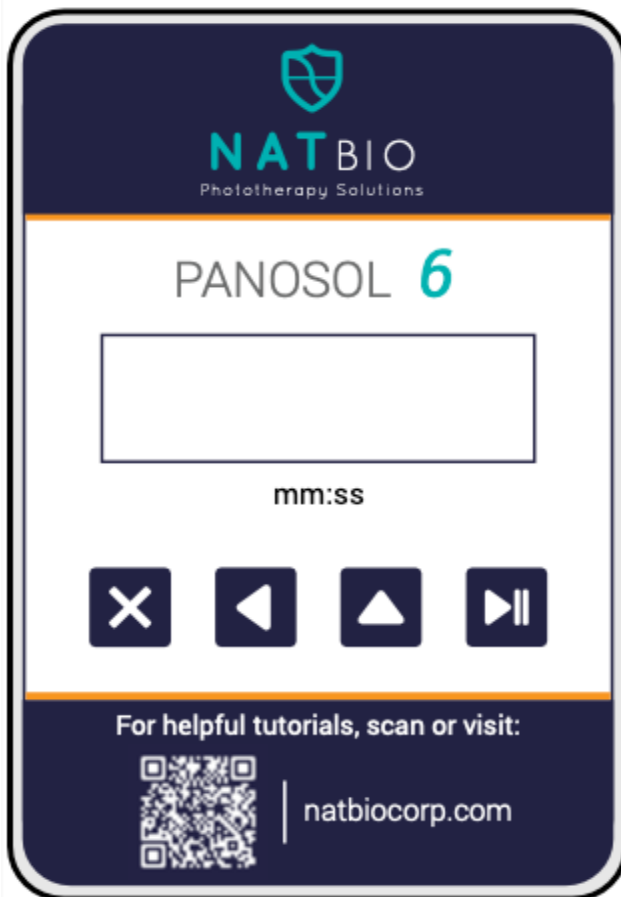 NATBIO
Phototherapy Solutions
PANOSOL 6
mm:ss
For helpful tutorials, scan or visit:
natbiocorp.com